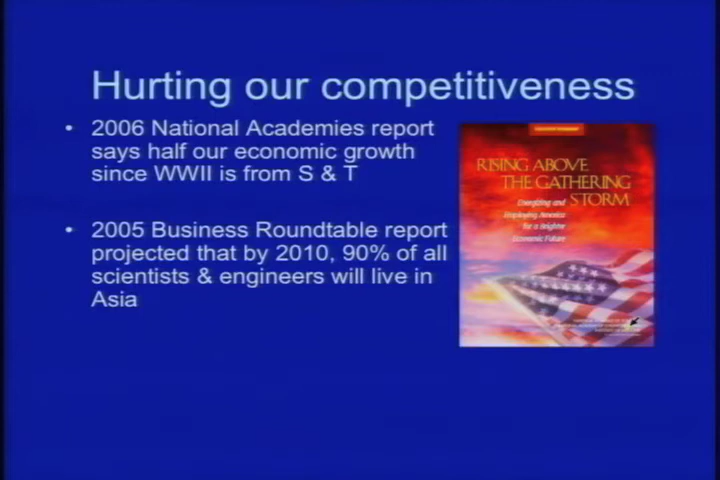 Hurting our competitiveness
• 2006 National Academies report
says half our economic growth
since WWII is from S & T
• 2005 Business Roundtable report
projected that by 2010, 90% of all
scientists & engineers will live in
Asia
RISING ABOVE
THE GATHERING
STORM
Energizing and
Employing America
for a Brighter
Economic Future